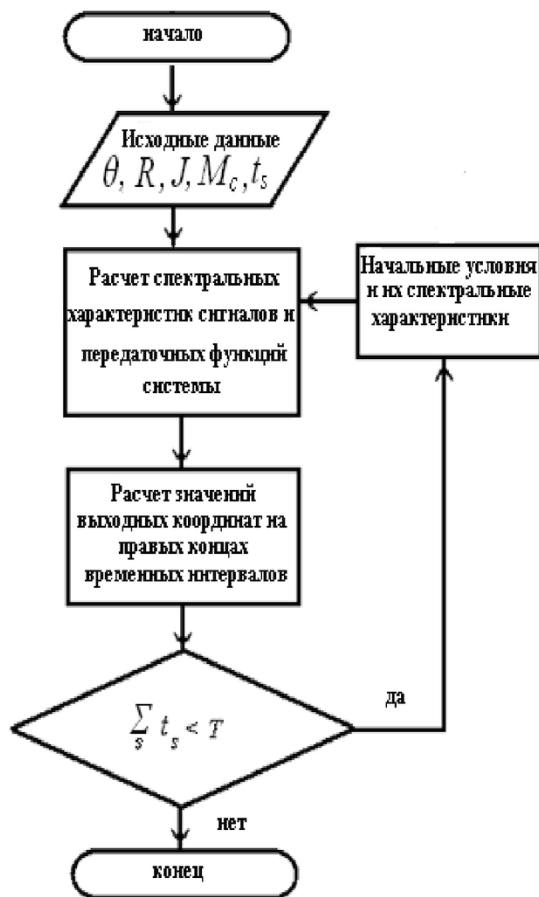 начало
Исходные данные
θ, R, J, M_c, t_s
Расчет спектральных
характеристик сигналов и
передаточных функций
системы
Начальные условия
и их спектральные
характеристики
Расчет значений
выходных координат на
правых концах
временных интервалов
∑_s t_s < T
да
нет
конец